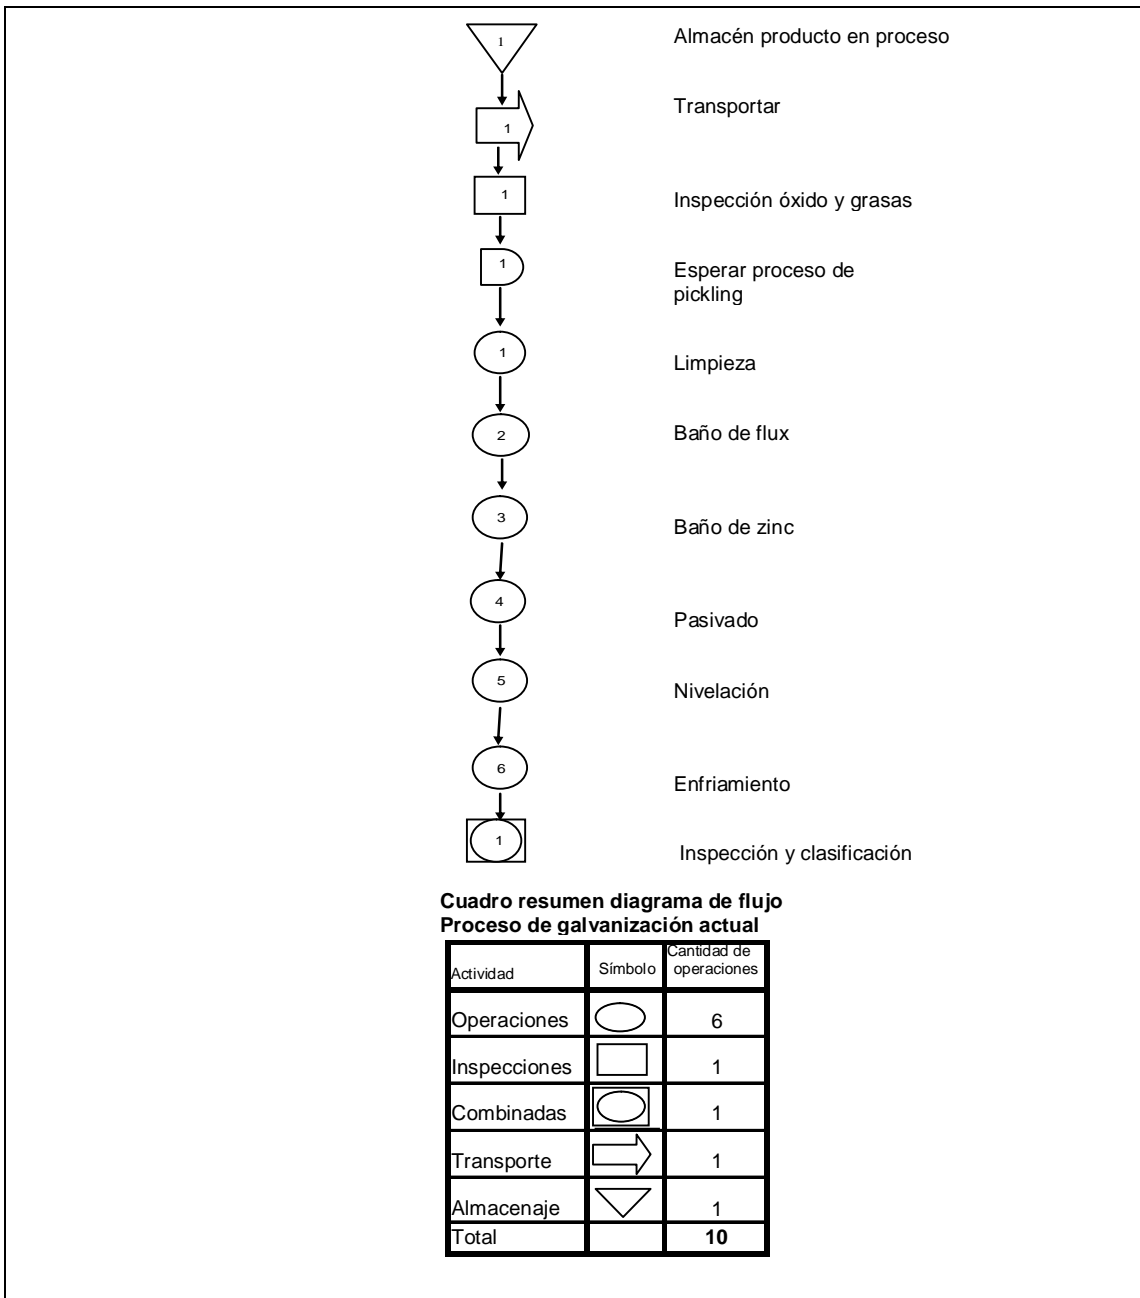 1
Almacén producto en proceso
1
Transportar
1
Inspección óxido y grasas
1
Esperar proceso de
pickling
1
Limpieza
2
Baño de flux
3
Baño de zinc
4
Pasivado
5
Nivelación
6
Enfriamiento
1
Inspección y clasificación
Cuadro resumen diagrama de flujo
Proceso de galvanización actual
Actividad Símbolo Cantidad de
operaciones
Operaciones 6
Inspecciones 1
Combinadas 1
Transporte 1
Almacenaje 1
Total 10